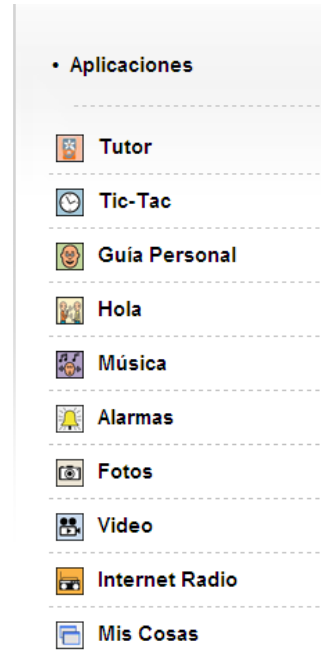 • Aplicaciones
Tutor
Tic-Tac
Guía Personal
Hola
Música
Alarmas
Fotos
Video
Internet Radio
Mis Cosas